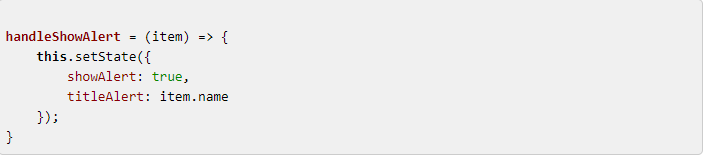 handleShowAlert = (item) => {
    this.setState({
        showAlert: true,
        titleAlert: item.name
    });
}